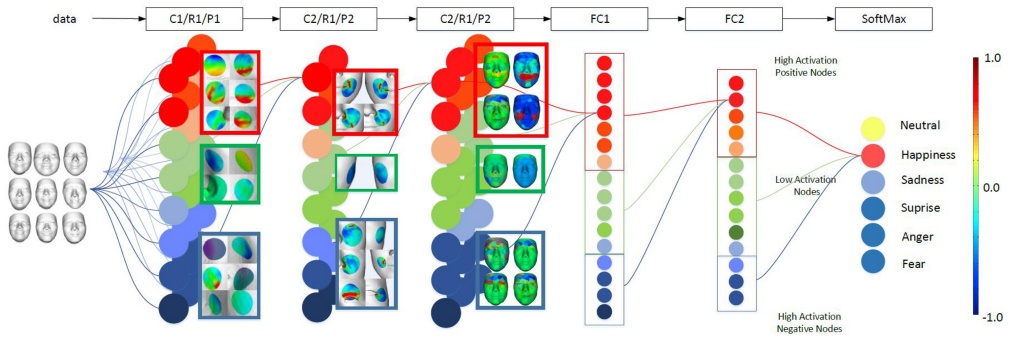 data
C1/R1/P1
C2/R1/P2
C2/R1/P2
FC1
FC2
SoftMax
High Activation
Positive Nodes
Low Activation
Nodes
High Activation
Negative Nodes
Neutral
Happiness
Sadness
Suprise
Anger
Fear
1.0
0.0
-1.0